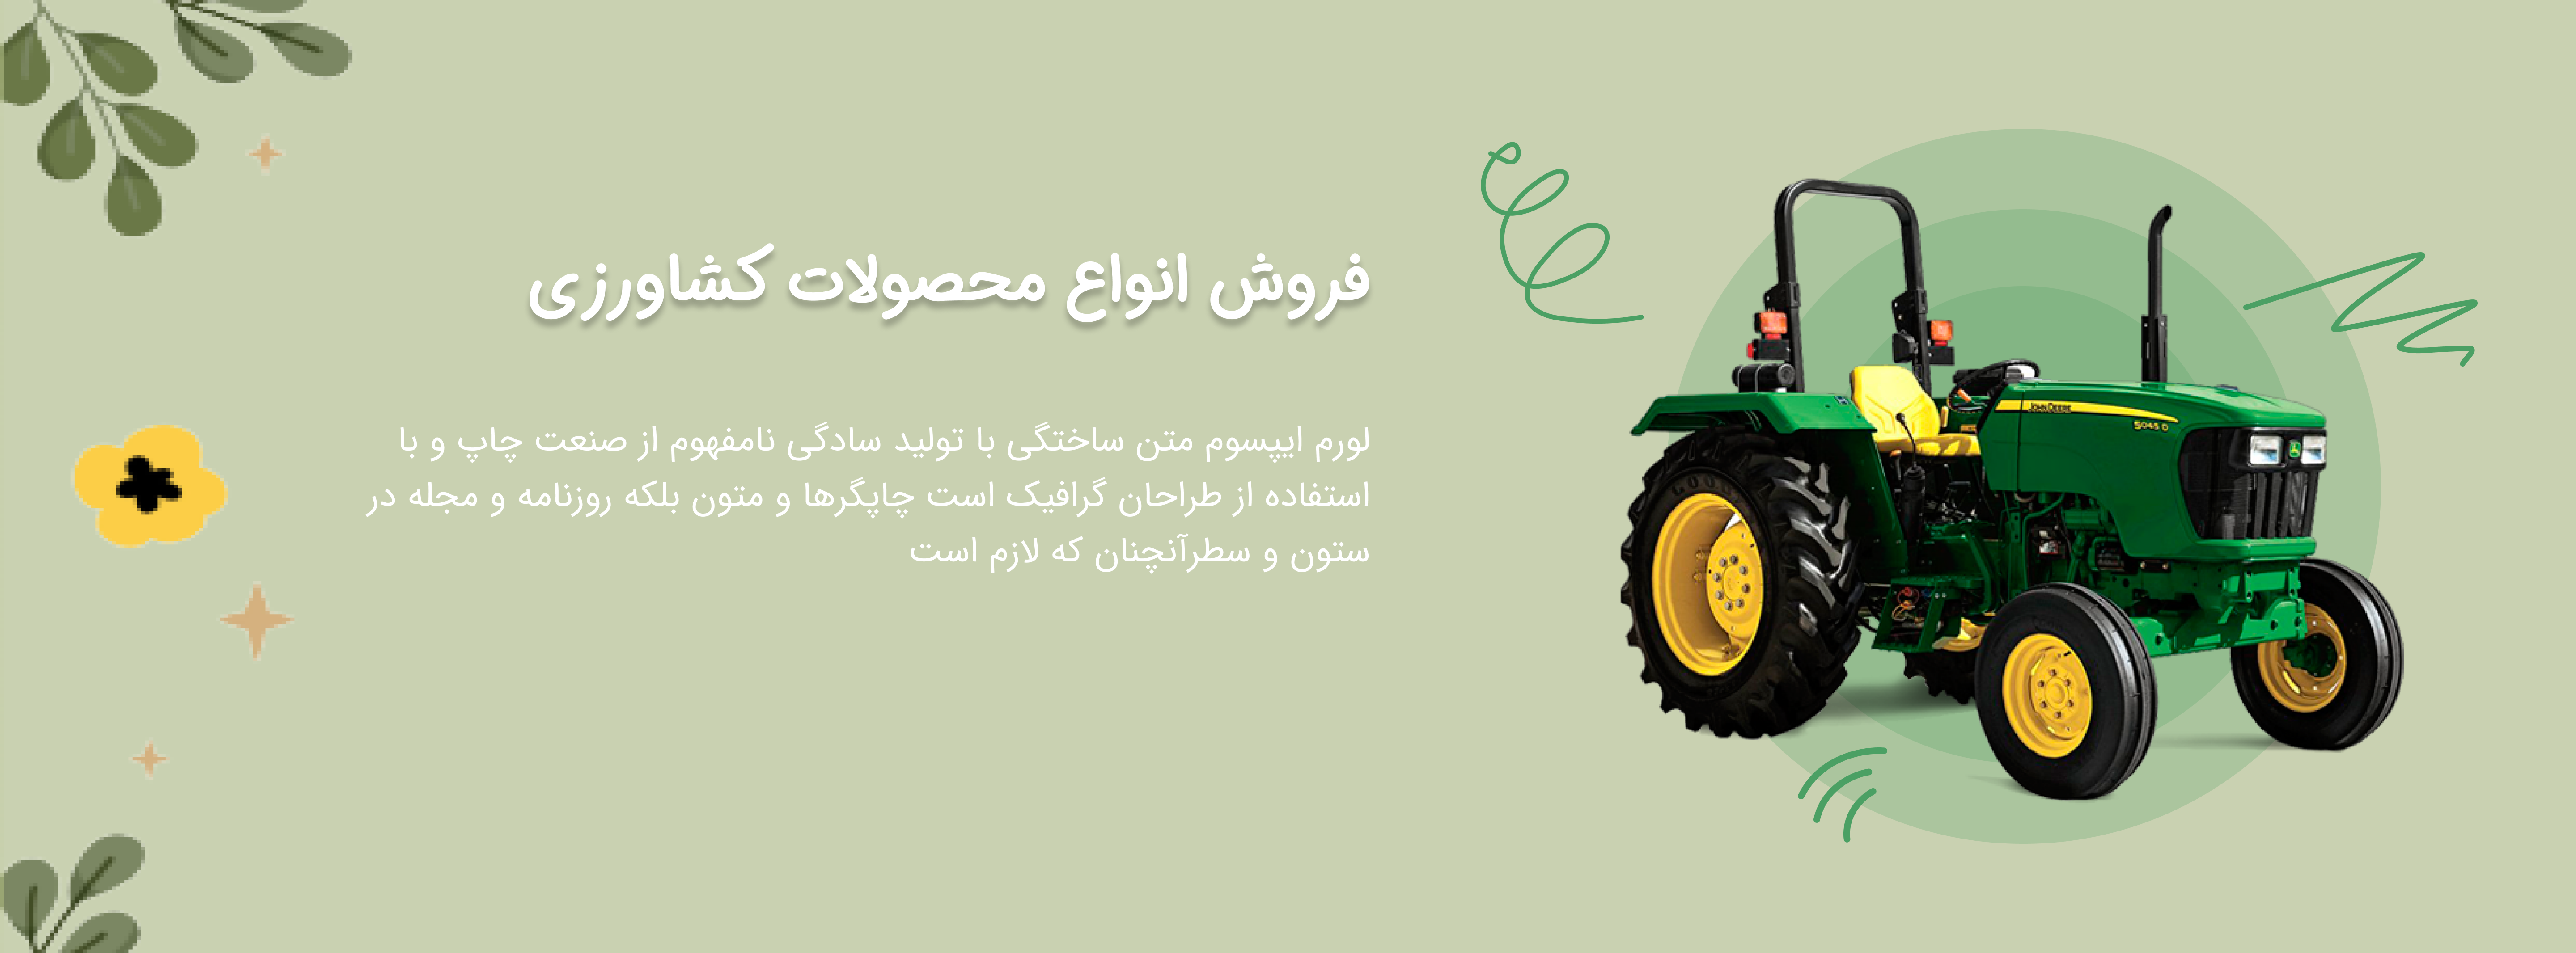 فروش انواع محصولات کشاورزی
لورم ایپسوم متن ساختگی با تولید سادگی نامفهوم از صنعت چاپ و با
استفاده از طراحان گرافیک است چاپگرها و متون بلکه روزنامه و مجله در
ستون و سطرآنچنان که لازم است
JOHN DEERE
5045 D